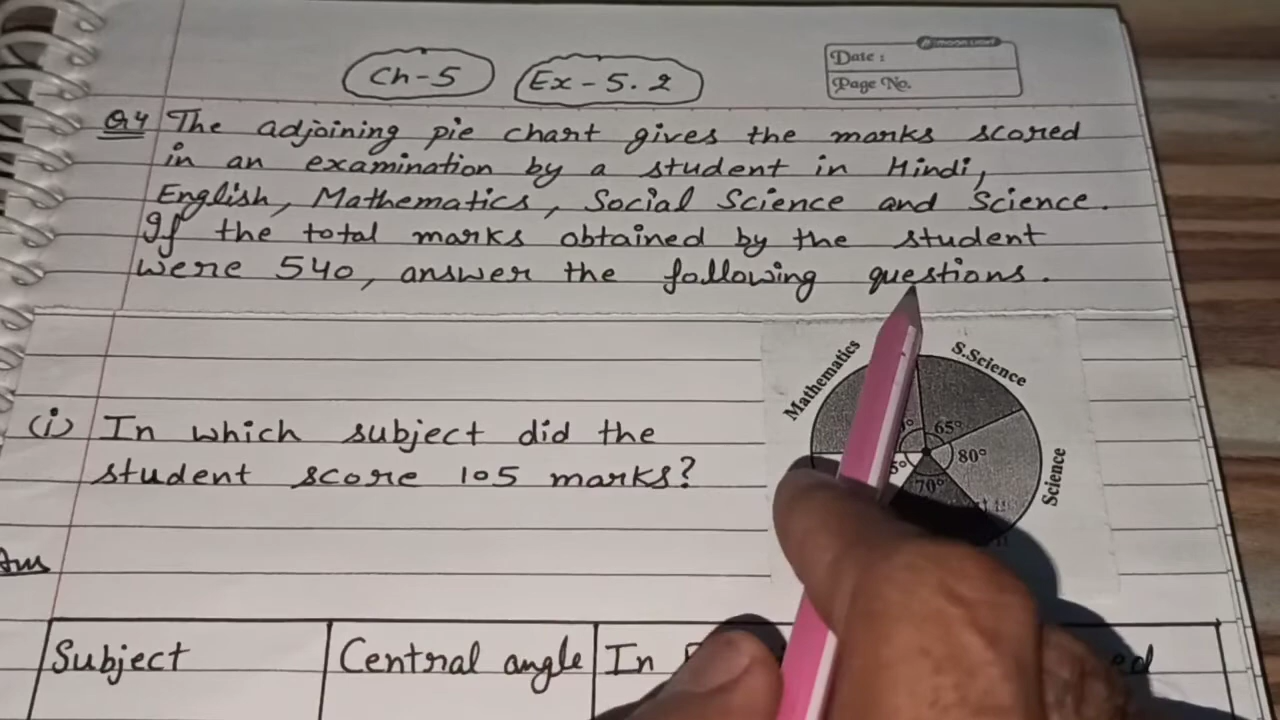 Ch-5 Ex-5.2
Date :
Page No.
Q4 The adjoining pie chart gives the marks scored
in an examination by a student in Hindi,
English, Mathematics, Social Science and Science.
If the total marks obtained by the student
were 540, answer the following questions.
Mathematics S.Science
65°
80°
70°
Science
(i) In which subject did the
student score 105 marks?
Ans
Subject Central angle In